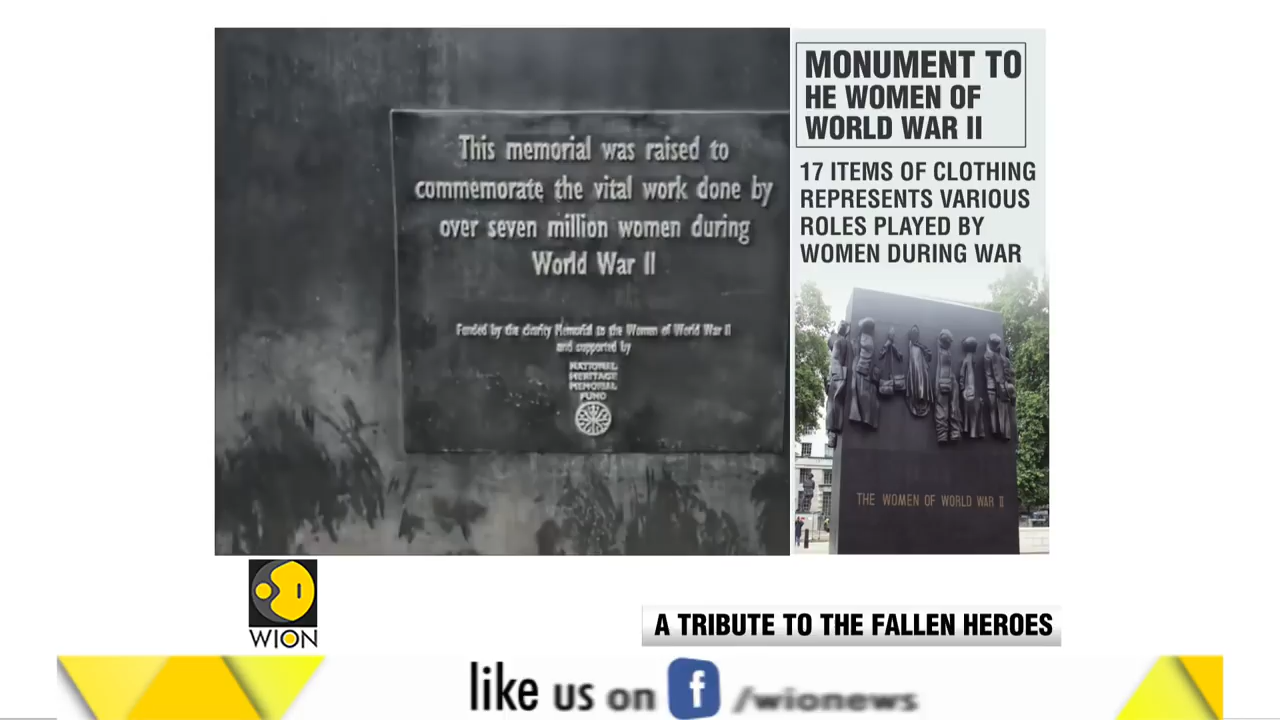 This memorial was raised to
commemorate the vital work done by
over seven million women during
World War II
Funded by the charity Memorial to the Women of World War II
and supported by
NATIONAL
HERITAGE
MEMORIAL
FUND
MONUMENT TO
HE WOMEN OF
WORLD WAR II
17 ITEMS OF CLOTHING
REPRESENTS VARIOUS
ROLES PLAYED BY
WOMEN DURING WAR
THE WOMEN OF WORLD WAR II
WION
A TRIBUTE TO THE FALLEN HEROES
like us on f /wionews